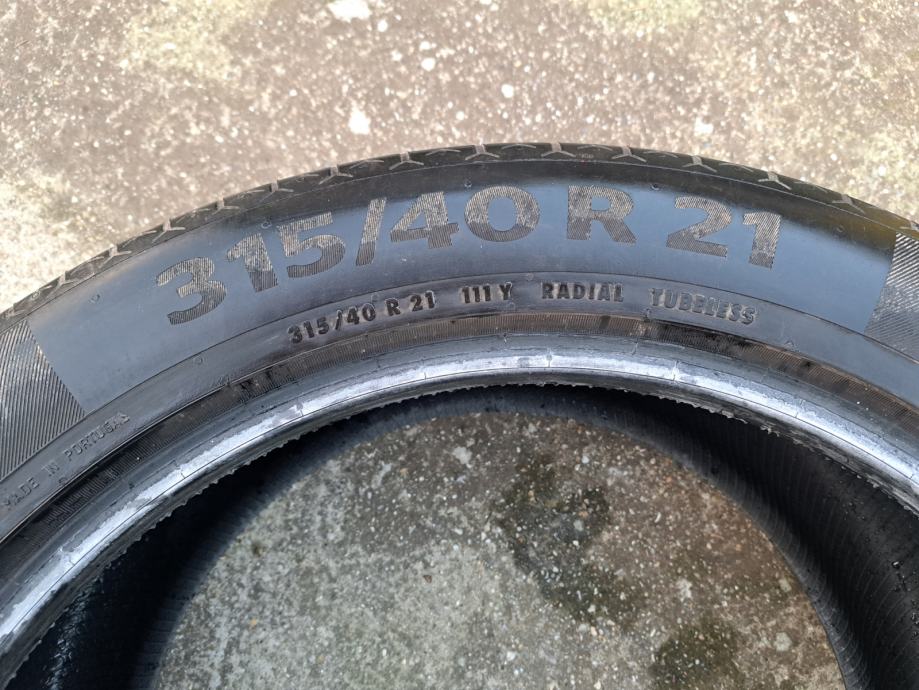 315/40 R 21
315/40 R 21 111 Y RADIAL TUBELESS
MADE IN PORTUGAL